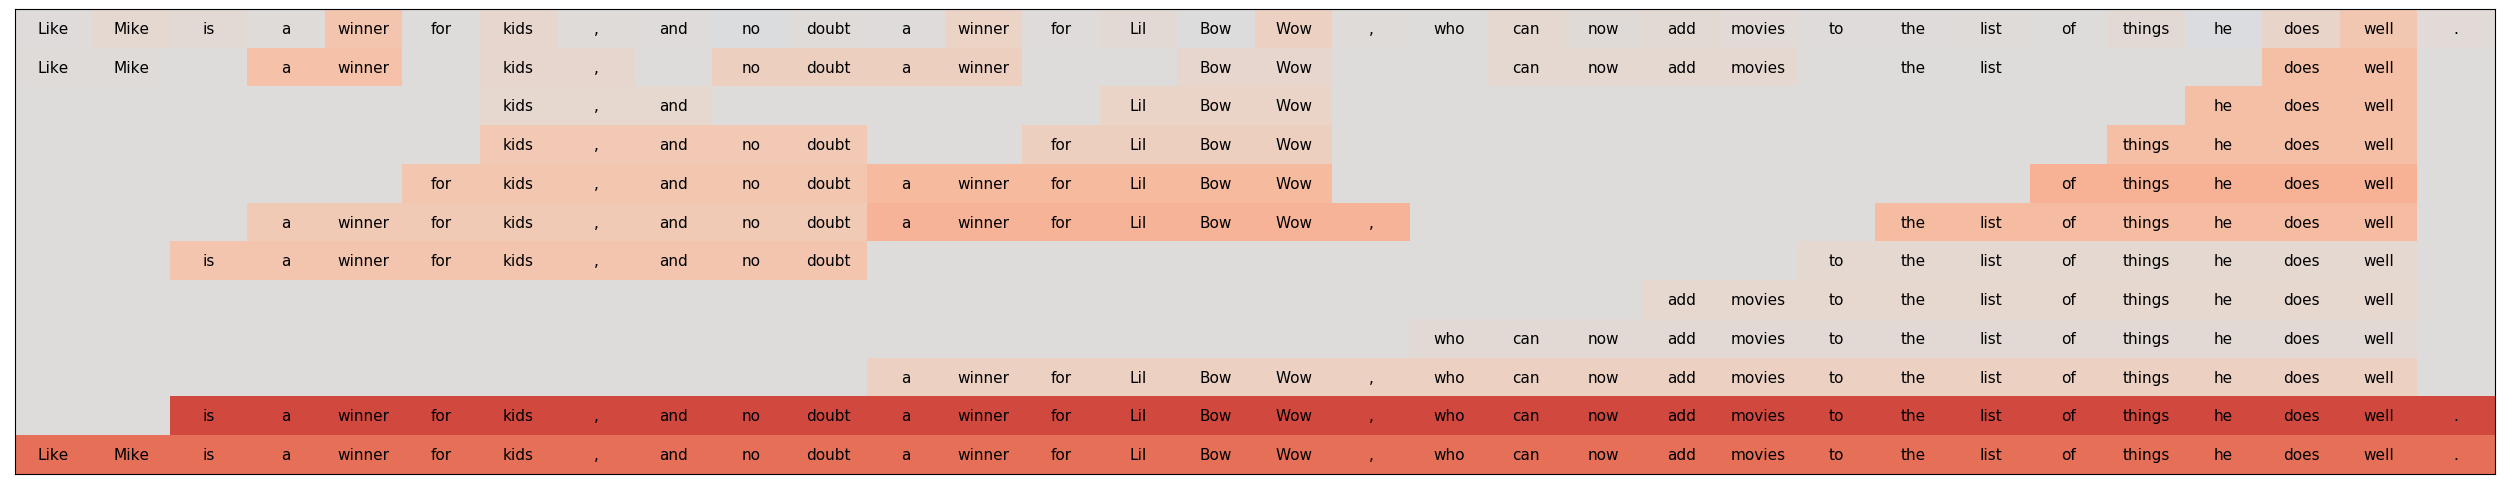 Like Mike is a winner for kids , and no doubt a winner for Lil Bow Wow , who can now add movies to the list of things he does well .
Like Mike a winner kids , no doubt a winner Bow Wow can now add movies the list does well
kids , and Lil Bow Wow he does well
kids , and no doubt for Lil Bow Wow things he does well
for kids , and no doubt a winner for Lil Bow Wow of things he does well
a winner for kids , and no doubt a winner for Lil Bow Wow , the list of things he does well
is a winner for kids , and no doubt to the list of things he does well
add movies to the list of things he does well
who can now add movies to the list of things he does well
a winner for Lil Bow Wow , who can now add movies to the list of things he does well
is a winner for kids , and no doubt a winner for Lil Bow Wow , who can now add movies to the list of things he does well .
Like Mike is a winner for kids , and no doubt a winner for Lil Bow Wow , who can now add movies to the list of things he does well .